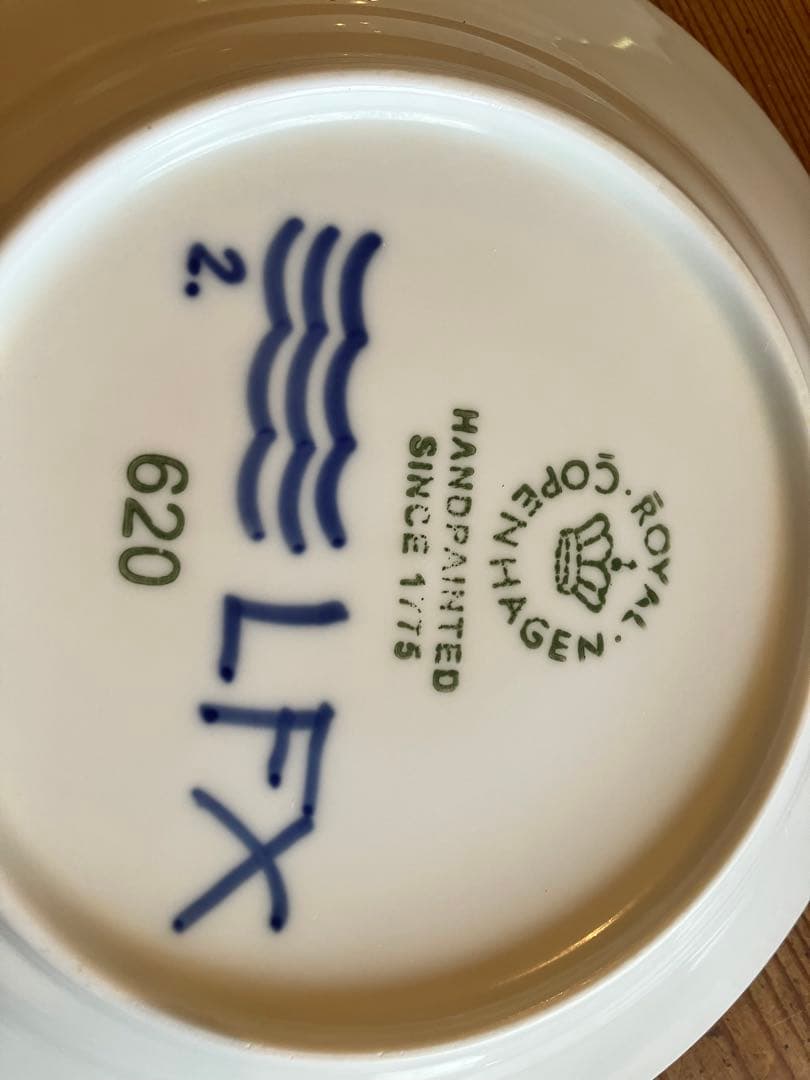 ROYAL · COPENHAGEN ·
HANDPAINTED
SINCE 1775
LFX
2.
620